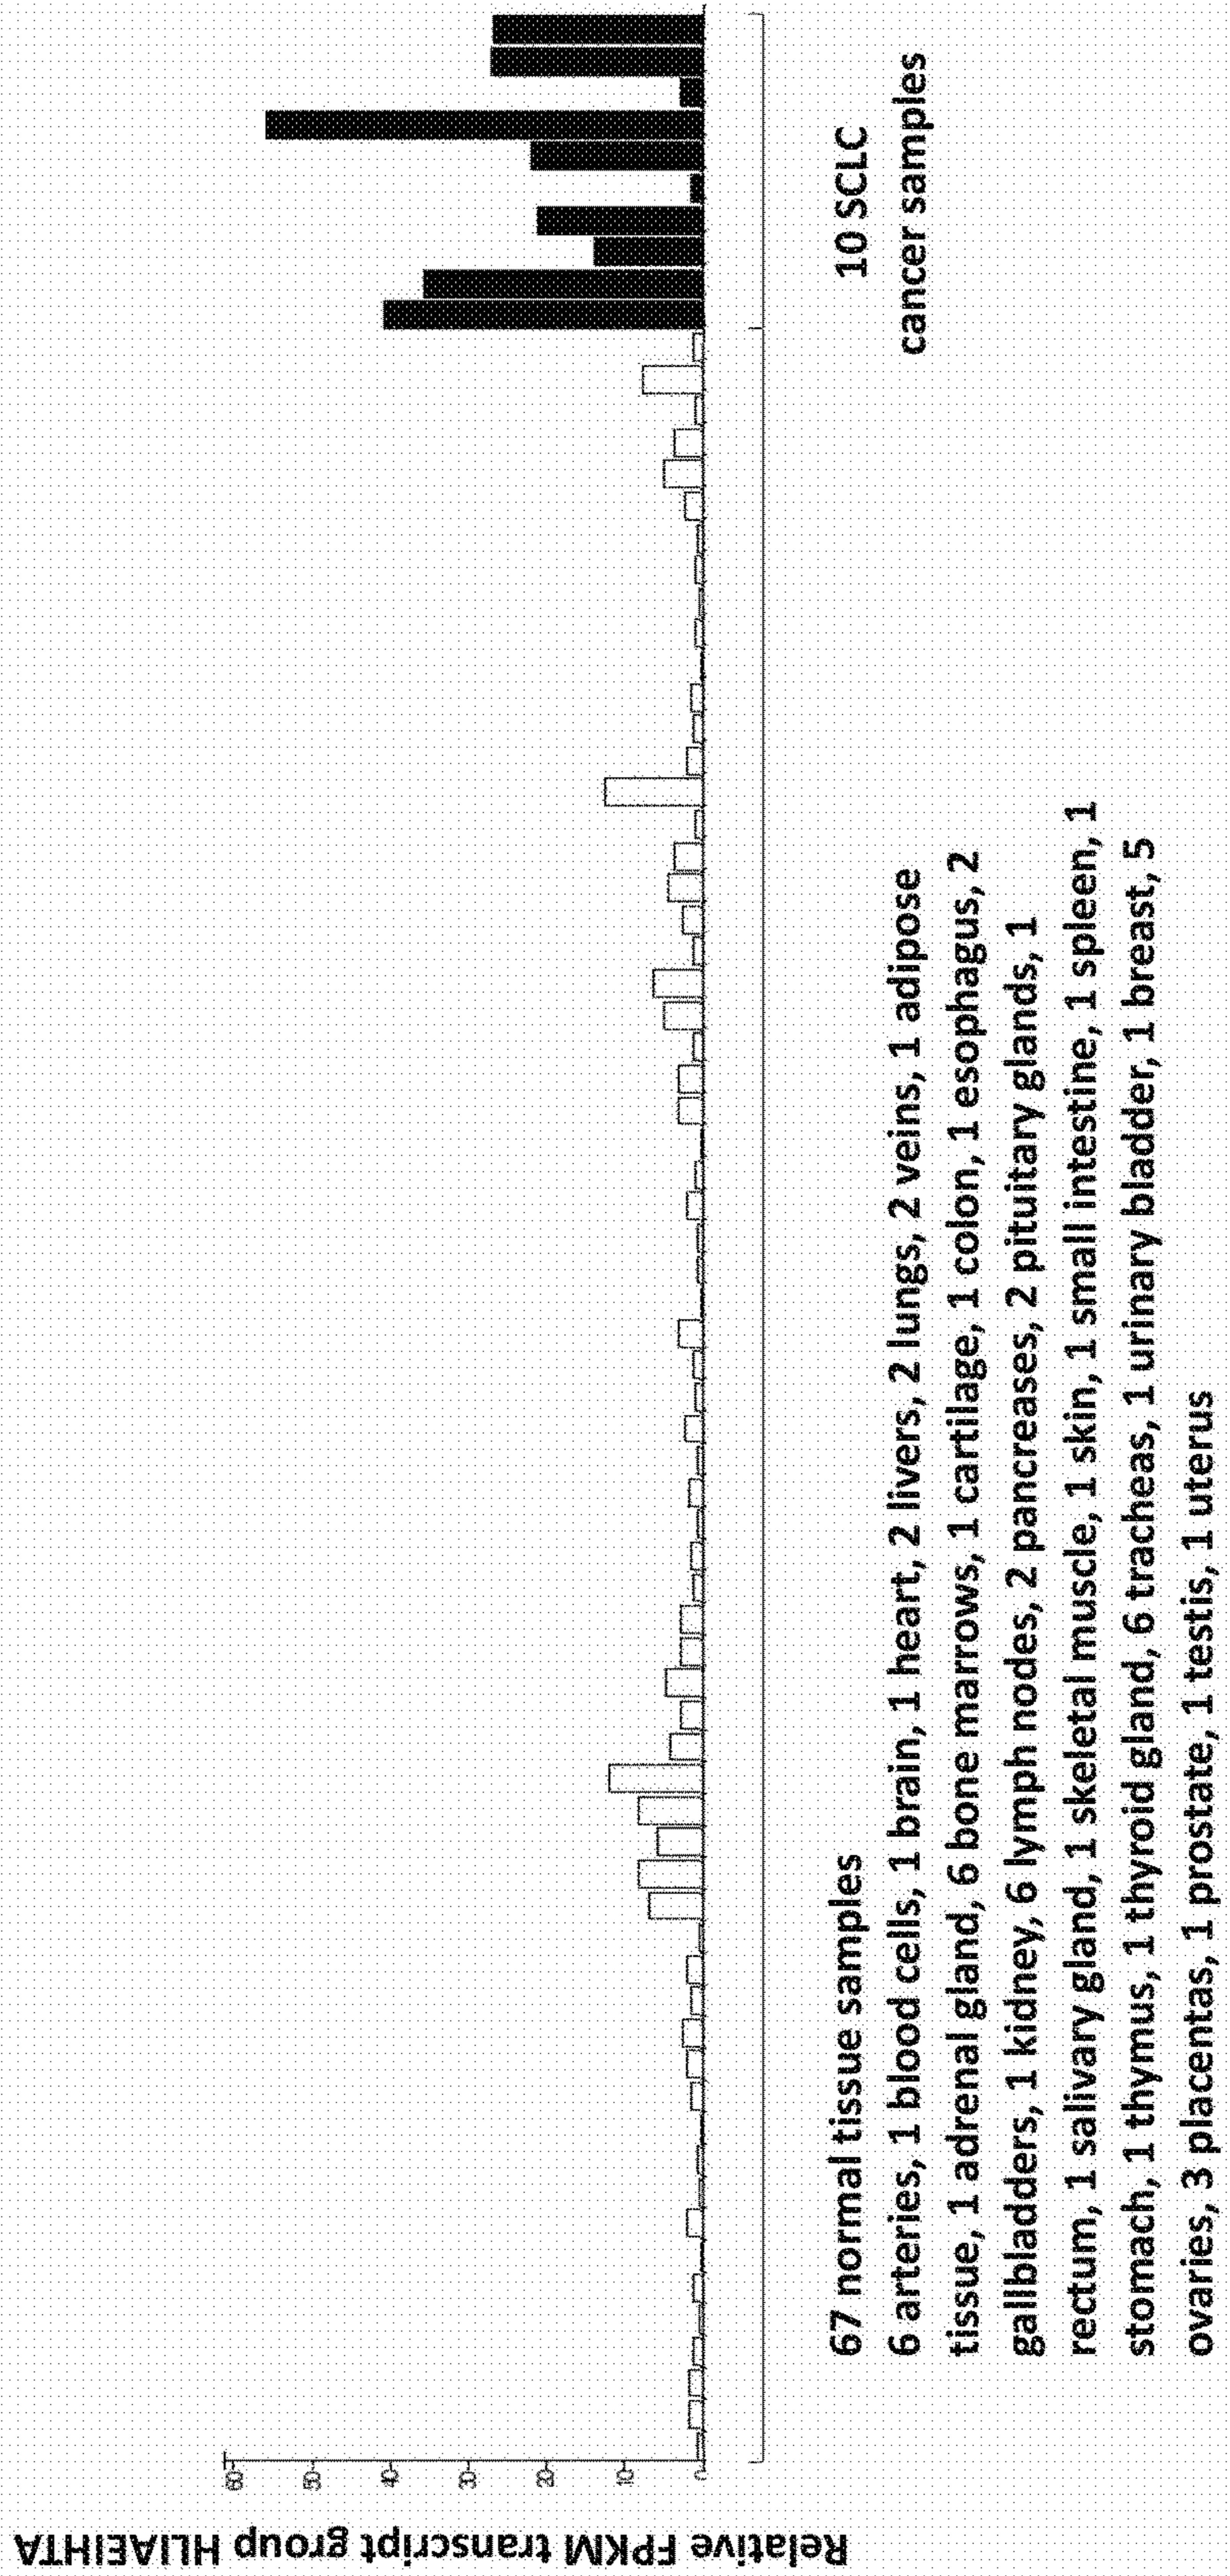 Relative FPKM transcript group HLIAEIHTA
60
50
40
30
20
10
0
67 normal tissue samples
6 arteries, 1 blood cells, 1 brain, 1 heart, 2 livers, 2 lungs, 2 veins, 1 adipose
tissue, 1 adrenal gland, 6 bone marrows, 1 cartilage, 1 colon, 1 esophagus, 2
gallbladders, 1 kidney, 6 lymph nodes, 2 pancreases, 2 pituitary glands, 1
rectum, 1 salivary gland, 1 skeletal muscle, 1 skin, 1 small intestine, 1 spleen, 1
stomach, 1 thymus, 1 thyroid gland, 6 tracheas, 1 urinary bladder, 1 breast, 5
ovaries, 3 placentas, 1 prostate, 1 testis, 1 uterus
10 SCLC
cancer samples